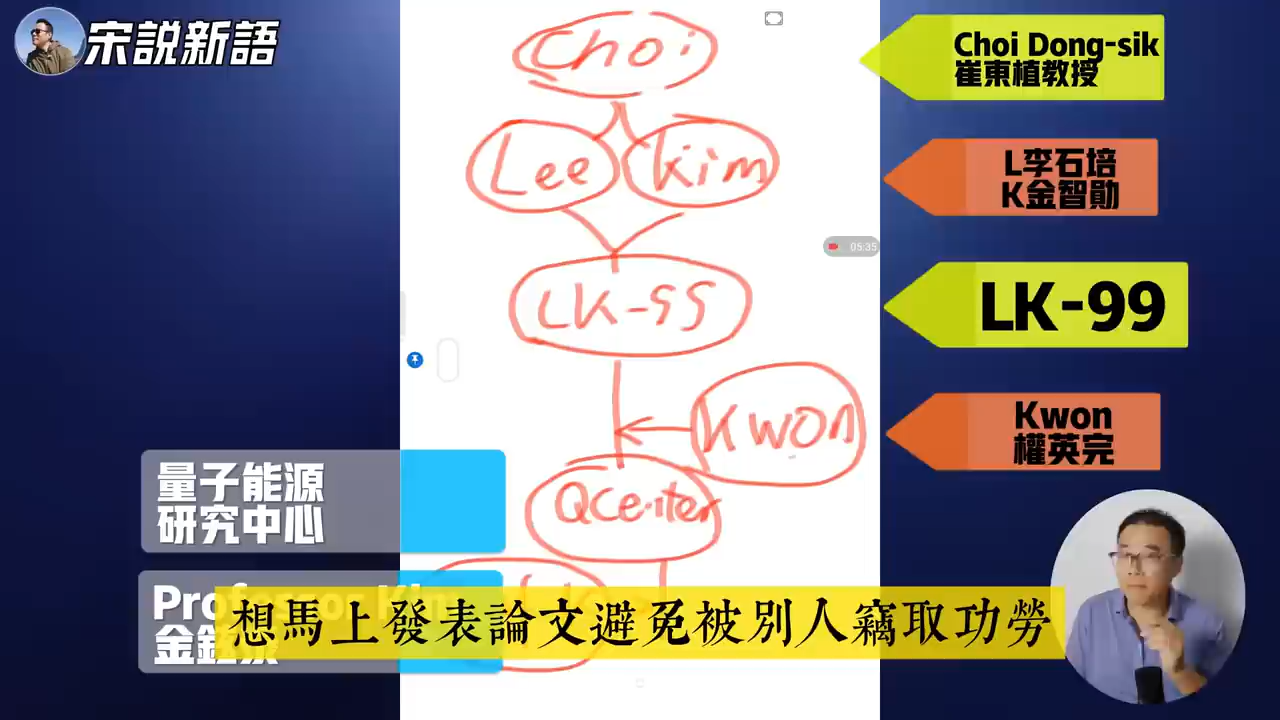 宋説新語
Choi
Choi Dong-sik
崔東植教授
Lee
Kim
L李石培
K金智勛
05:35
LK-99
LK-99
Kwon
Kwon
權英完
量子能源
研究中心
QCenter
Professor Kim
想馬上發表論文避免被別人竊取功勞